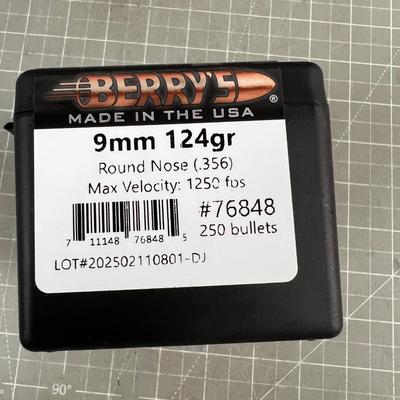 BERRY'S®
MADE IN THE USA
9mm 124gr
Round Nose (.356)
Max Velocity: 1250 fps
#76848
250 bullets
7 11148 76848 5
LOT#202502110801-DJ
90°